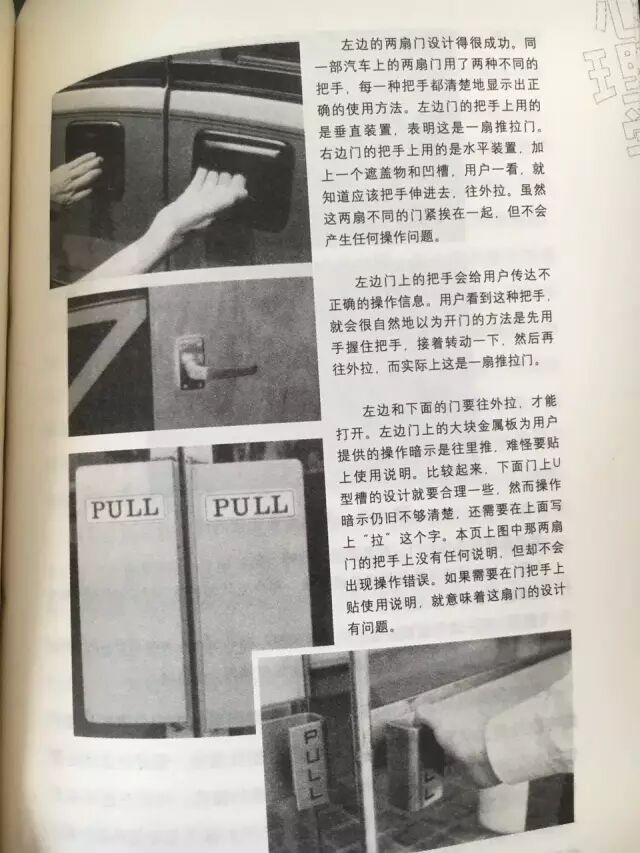 心理学
左边的两扇门设计得很成功。同
一部汽车上的两扇门用了两种不同的
把手，每一种把手都清楚地显示出正
确的使用方法。左边门的把手上用的
是垂直装置，表明这是一扇推拉门。
右边门的把手上用的是水平装置，加
上一个遮盖物和凹槽，用户一看，就
知道应该把手伸进去，往外拉。虽然
这两扇不同的门紧挨在一起，但不会
产生任何操作问题。
左边门上的把手会给用户传达不
正确的操作信息。用户看到这种把手，
就会很自然地以为开门的方法是先用
手握住把手，接着转动一下，然后再
往外拉，而实际上这是一扇推拉门。
左边和下面的门要往外拉，才能
打开。左边门上的大块金属板为用户
提供的操作暗示是往里推，难怪要贴
上使用说明。比较起来，下面门上U
型槽的设计就要合理一些，然而操作
暗示仍旧不够清楚，还需要在上面写
上“拉”这个字。本页上图中那两扇
门的把手上没有任何说明，但却不会
出现操作错误。如果需要在门把手上
贴使用说明，就意味着这扇门的设计
有问题。
PULL
PULL
PULL
LL